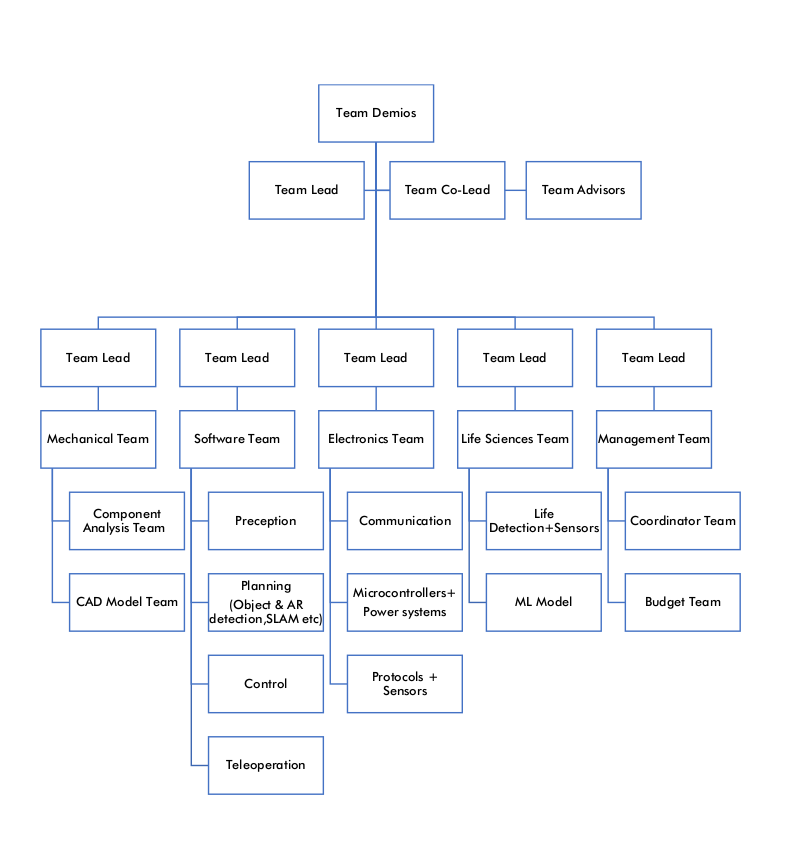 Team Demios
Team Lead
Team Co-Lead
Team Advisors
Team Lead
Team Lead
Team Lead
Team Lead
Team Lead
Mechanical Team
Software Team
Electronics Team
Life Sciences Team
Management Team
Component
Analysis Team
Preception
Communication
Life
Detection+Sensors
Coordinator Team
CAD Model Team
Planning
(Object & AR
detection,SLAM etc)
Microcontrollers+
Power systems
ML Model
Budget Team
Control
Protocols +
Sensors
Teleoperation